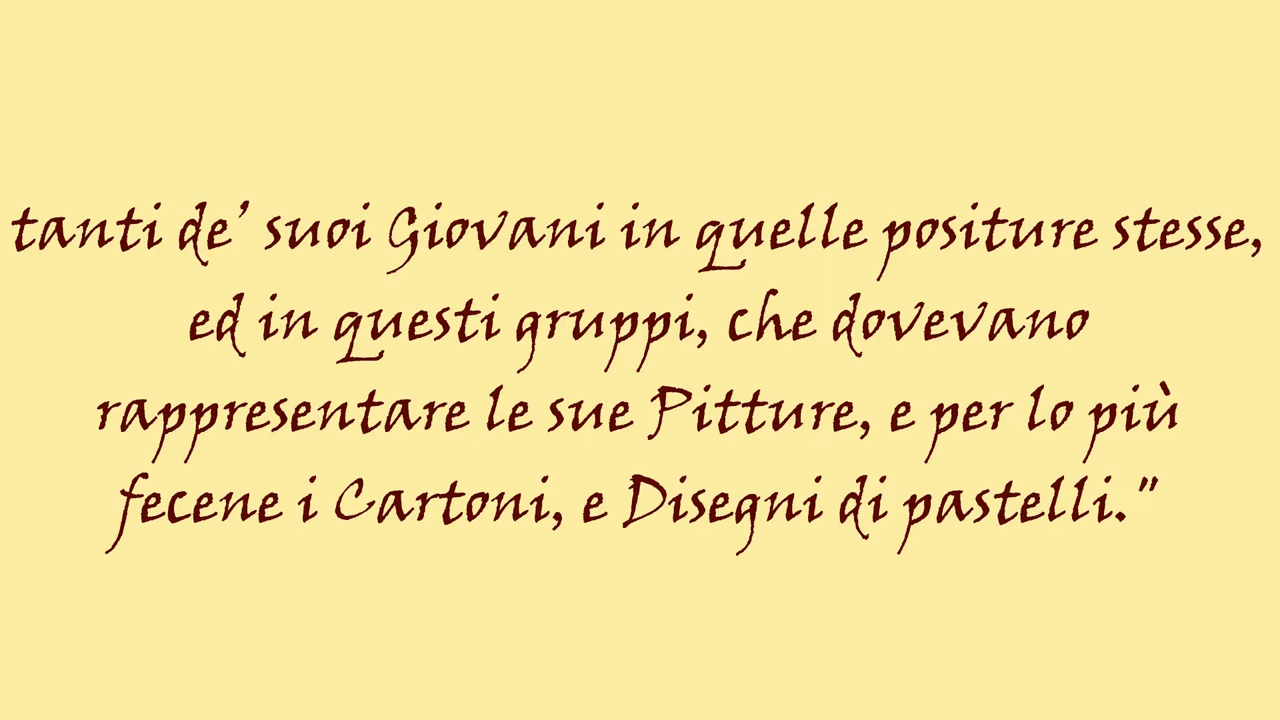 tanti de’ suoi Giovani in quelle positure stesse,
ed in questi gruppi, che dovevano
rappresentare le sue Pitture, e per lo più
fecene i Cartoni, e Disegni di pastelli.”